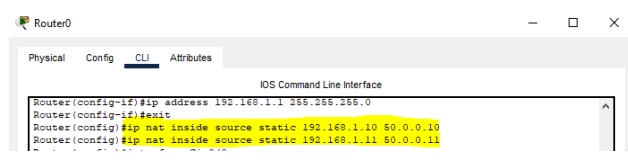 Router0
Physical Config CLI Attributes
IOS Command Line Interface
Router(config-if)#ip address 192.168.1.1 255.255.255.0
Router(config-if)#exit
Router(config)#ip nat inside source static 192.168.1.10 50.0.0.10
Router(config)#ip nat inside source static 192.168.1.11 50.0.0.11